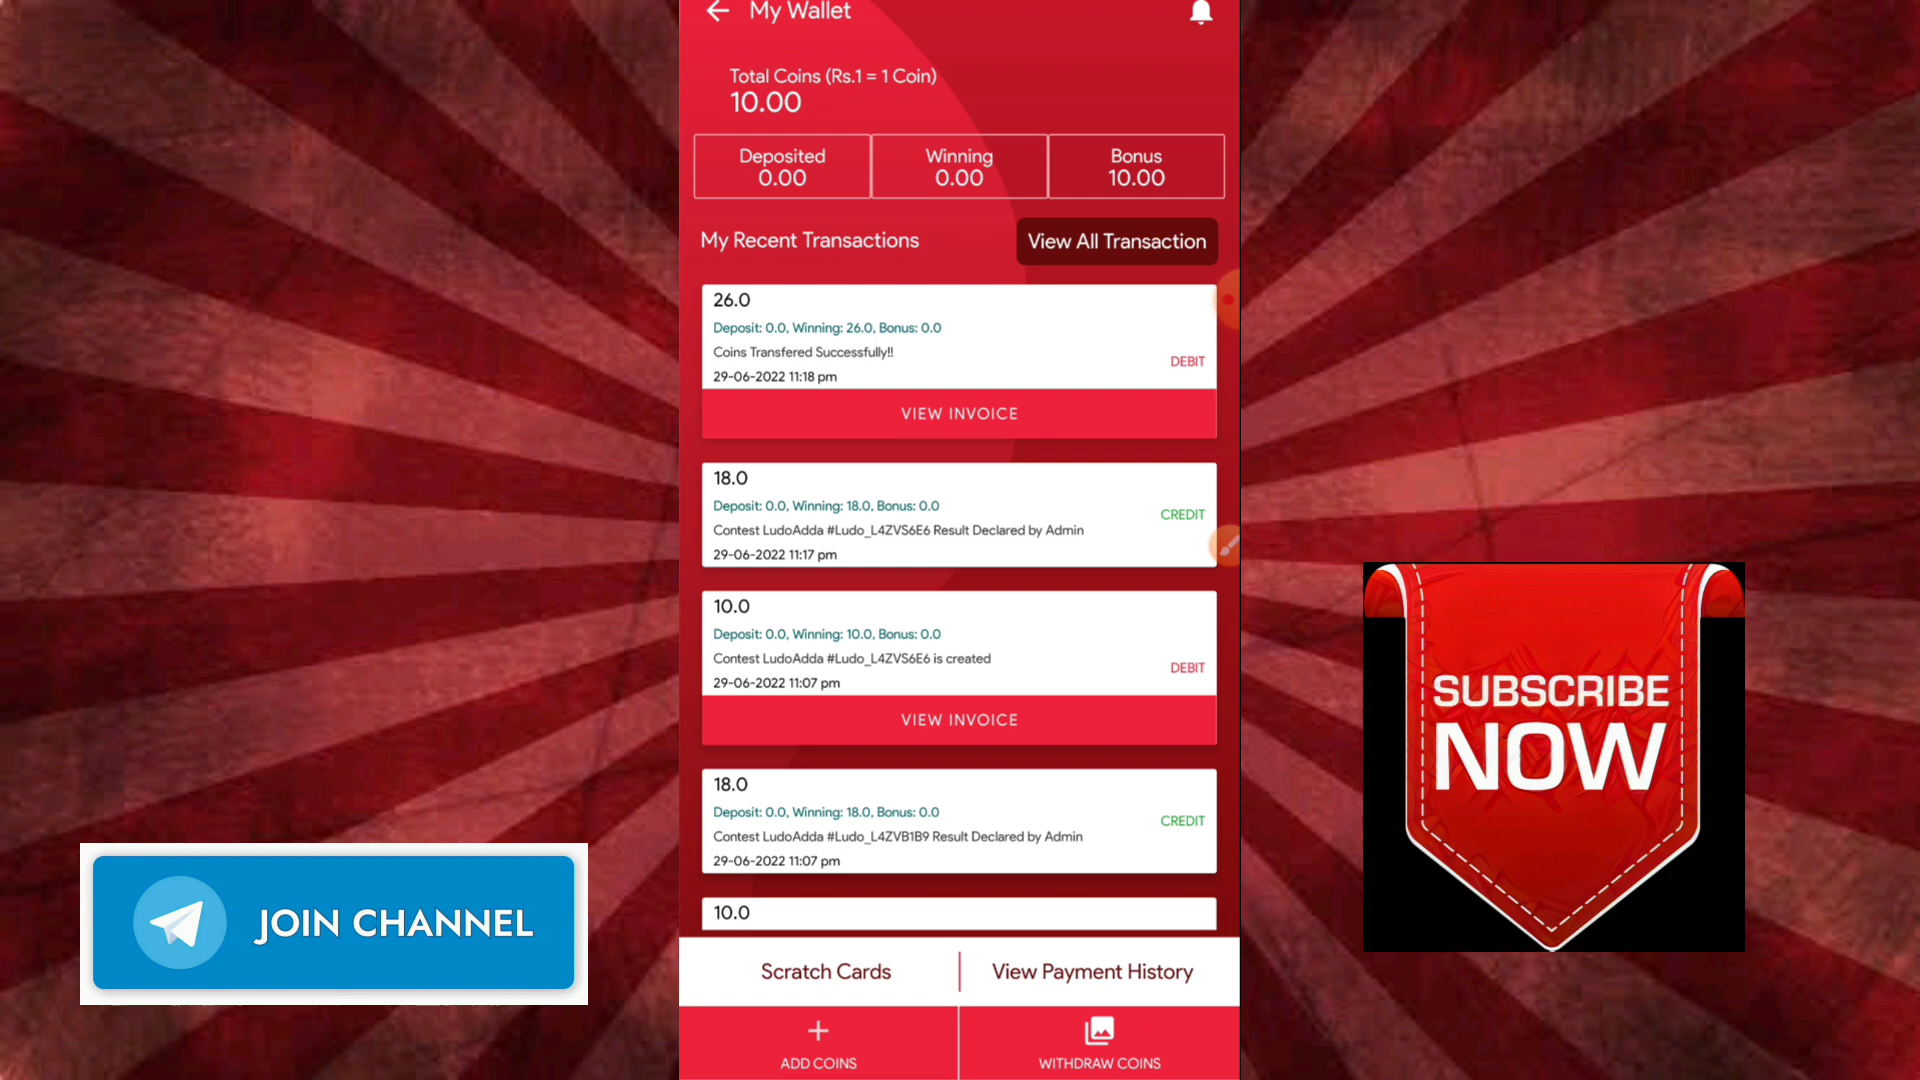 My Wallet
Total Coins (Rs.1 = 1 Coin)
10.00
Deposited
0.00
Winning
0.00
Bonus
10.00
My Recent Transactions
View All Transaction
26.0
Deposit: 0.0, Winning: 26.0, Bonus: 0.0
Coins Transfered Successfully!!
DEBIT
29-06-2022 11:18 pm
VIEW INVOICE
18.0
Deposit: 0.0, Winning: 18.0, Bonus: 0.0
CREDIT
Contest LudoAdda #Ludo_L4ZVS6E6 Result Declared by Admin
29-06-2022 11:17 pm
10.0
Deposit: 0.0, Winning: 10.0, Bonus: 0.0
Contest LudoAdda #Ludo_L4ZVS6E6 is created
DEBIT
29-06-2022 11:07 pm
VIEW INVOICE
18.0
Deposit: 0.0, Winning: 18.0, Bonus: 0.0
CREDIT
Contest LudoAdda #Ludo_L4ZVB1B9 Result Declared by Admin
29-06-2022 11:07 pm
10.0
Scratch Cards
View Payment History
ADD COINS
WITHDRAW COINS
JOIN CHANNEL
SUBSCRIBE
NOW